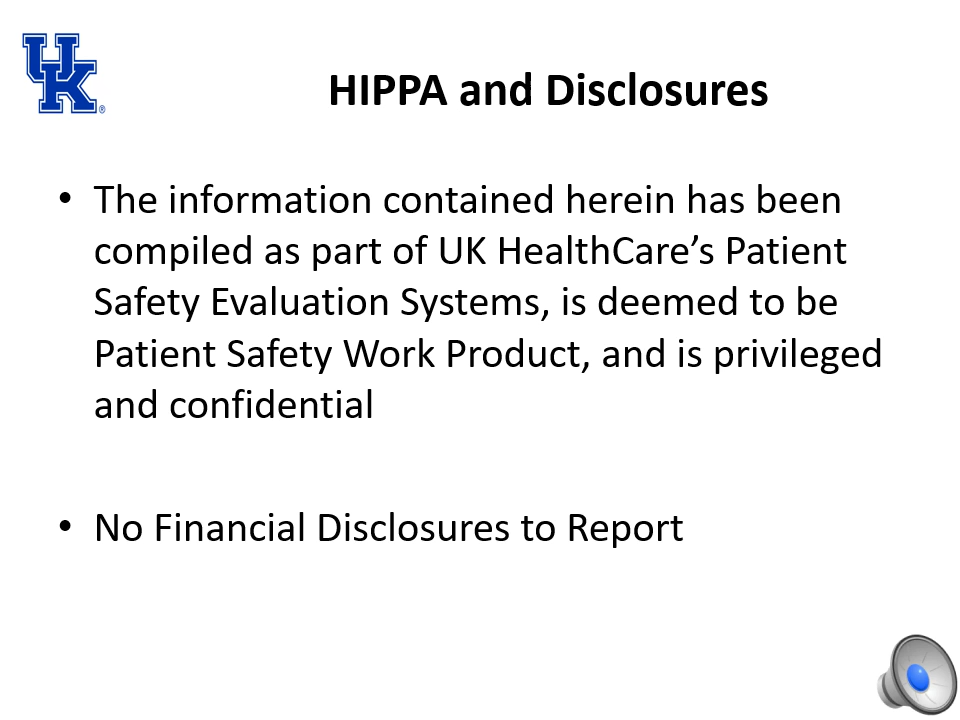 UK®
HIPPA and Disclosures
• The information contained herein has been
compiled as part of UK HealthCare’s Patient
Safety Evaluation Systems, is deemed to be
Patient Safety Work Product, and is privileged
and confidential
• No Financial Disclosures to Report